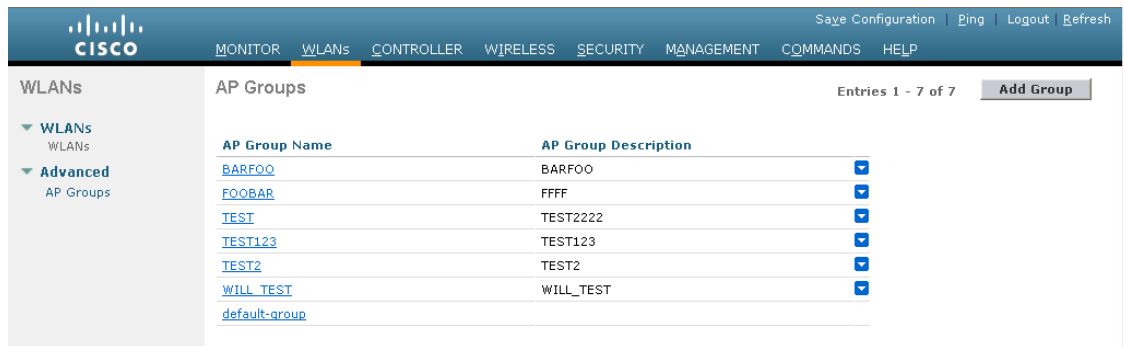 Save Configuration | Ping | Logout | Refresh
CISCO
MONITOR WLANs CONTROLLER WIRELESS SECURITY MANAGEMENT COMMANDS HELP
WLANs
WLANs
WLANs
Advanced
AP Groups
AP Groups
Entries 1 - 7 of 7
Add Group
AP Group Name AP Group Description
BARFOO BARFOO
FOOBAR FFFF
TEST TEST2222
TEST123 TEST123
TEST2 TEST2
WILL_TEST WILL_TEST
default-group